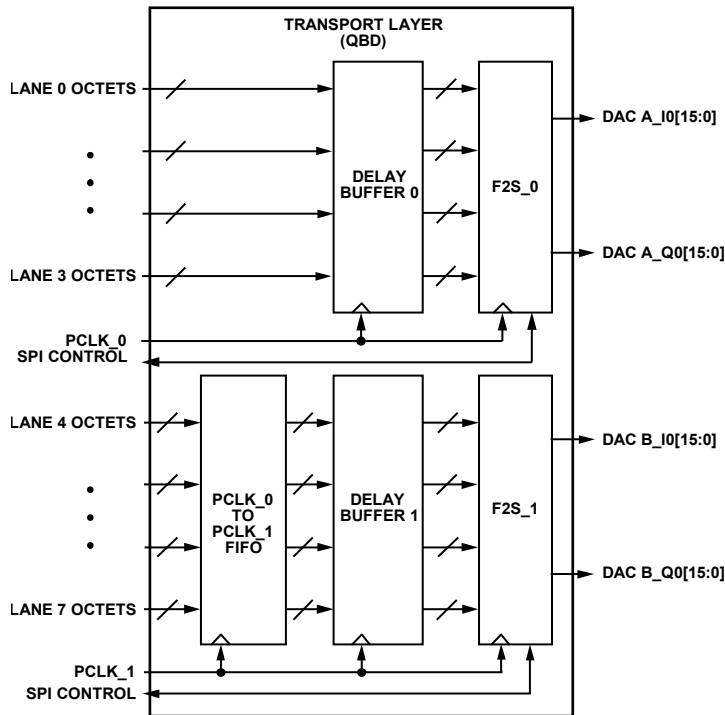 TRANSPORT LAYER
(QBD)
LANE 0 OCTETS
LANE 3 OCTETS
DELAY
BUFFER 0
F2S_0
DAC A_I0[15:0]
DAC A_Q0[15:0]
PCLK_0
SPI CONTROL
LANE 4 OCTETS
LANE 7 OCTETS
PCLK_0
TO
PCLK_1
FIFO
DELAY
BUFFER 1
F2S_1
DAC B_I0[15:0]
DAC B_Q0[15:0]
PCLK_1
SPI CONTROL